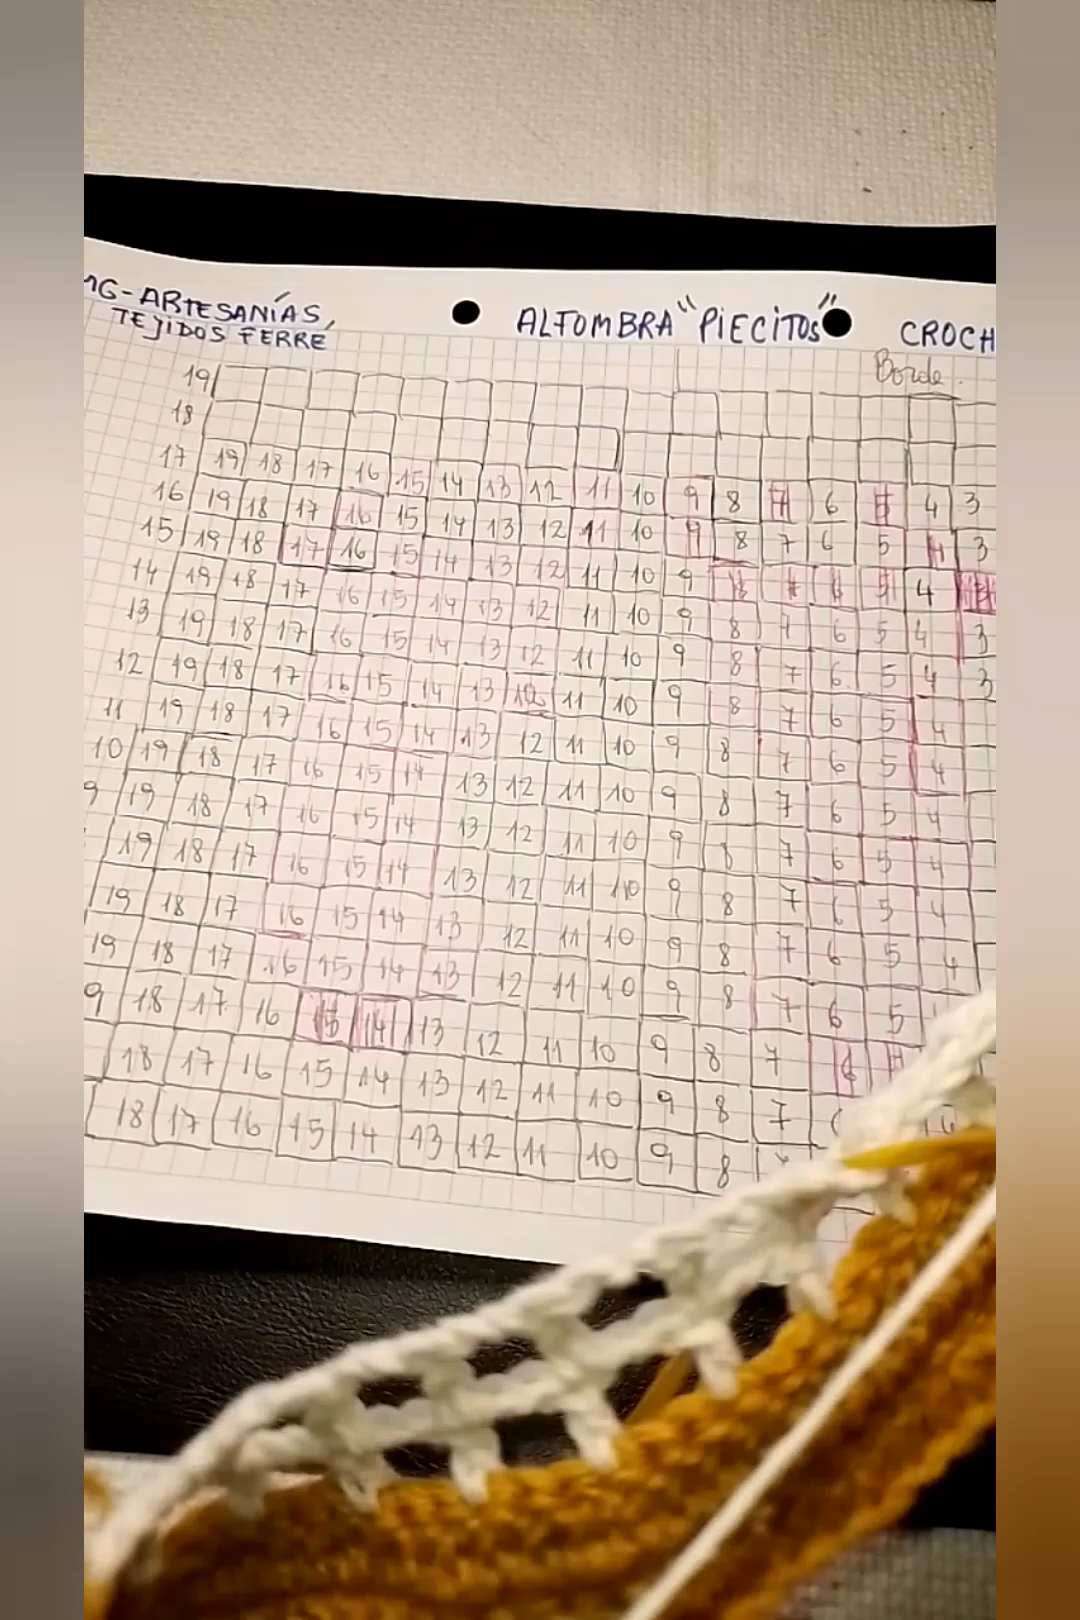 MG-ARTESANÍAS,
TEJIDOS FERRÉ
ALFOMBRA "PIECITOS"
CROCH
Borde.
19
18
17 19 18 17 16 15 14 13 12 11 10 9 8 7 6 5 4 3
16 19 18 17 16 15 14 13 12 11 10 9 8 7 6 5 4 3
15 19 18 17 16 15 14 13 12 11 10 9 8 7 6 5 4
14 19 18 17 16 15 14 13 12 11 10 9 8 7 6 5 4 3
13 19 18 17 16 15 14 13 12 11 10 9 8 7 6 5 4 3
12 19 18 17 16 15 14 13 12 11 10 9 8 7 6 5 4
11 19 18 17 16 15 14 13 12 11 10 9 8 7 6 5 4
10 19 18 17 16 15 14 13 12 11 10 9 8 7 6 5 4
9 19 18 17 16 15 14 13 12 11 10 9 8 7 6 5 4
19 18 17 16 15 14 13 12 11 10 9 8 7 6 5 4
19 18 17 16 15 14 13 12 11 10 9 8 7 6 5 4
19 18 17 16 15 14 13 12 11 10 9 8 7 6 5
9 18 17 16 15 14 13 12 11 10 9 8 7 6
18 17 16 15 14 13 12 11 10 9 8 7
18 17 16 15 14 13 12 11 10 9 8